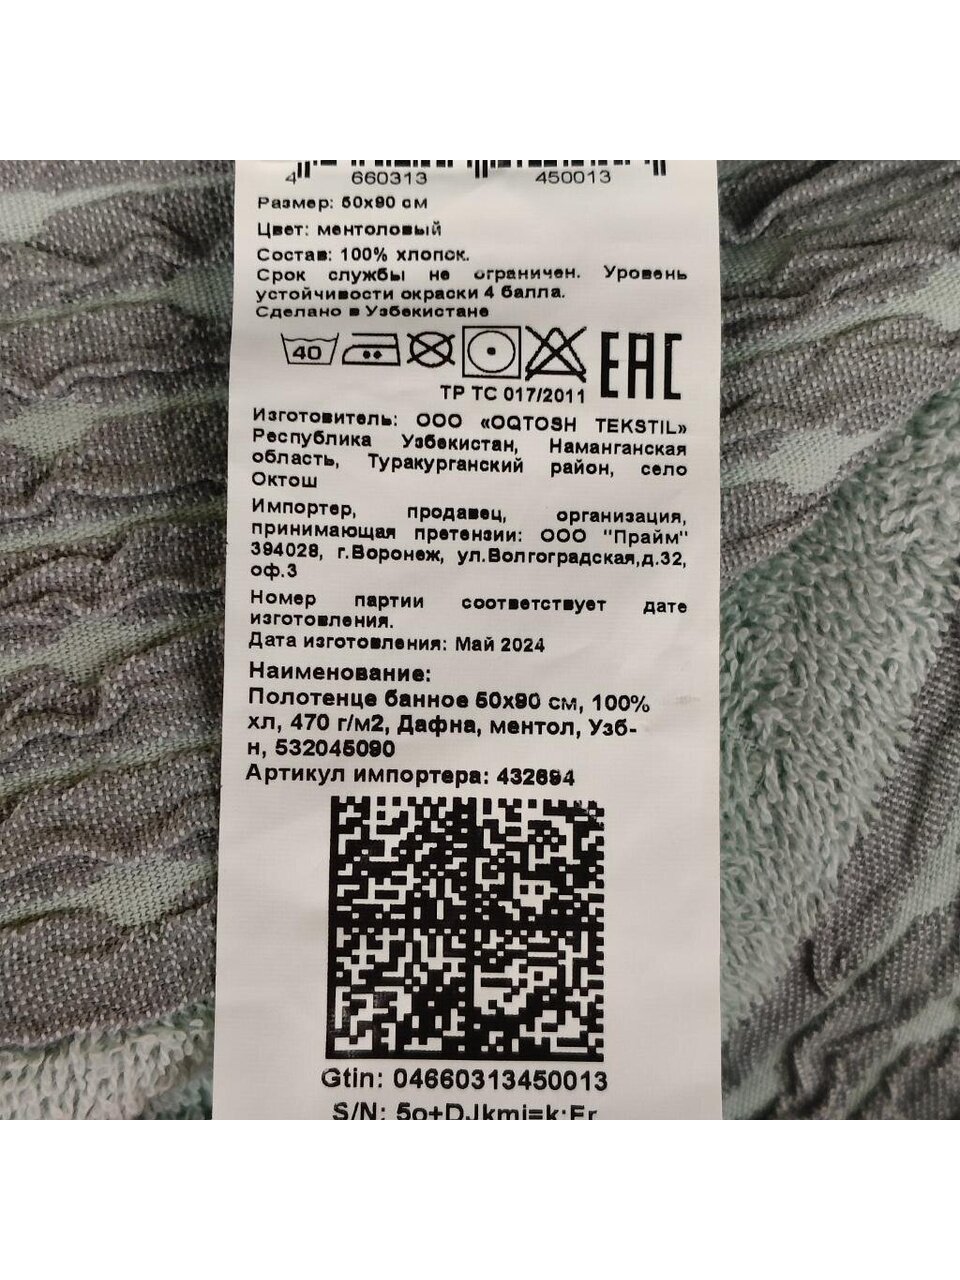 4 660313 450013
Размер: 50х90 см
Цвет: ментоловый
Состав: 100% хлопок.
Срок службы не ограничен. Уровень
устойчивости окраски 4 балла.
Сделано в Узбекистане
40
EAC
ТР ТС 017/2011
Изготовитель: ООО «OQTOSH TEKSTIL»
Республика Узбекистан, Наманганская
область, Туракурганский район, село
Октош
Импортер, продавец, организация,
принимающая претензии: ООО "Прайм"
394028, г.Воронеж, ул.Волгоградская,д.32,
оф.3
Номер партии соответствует дате
изготовления.
Дата изготовления: Май 2024
Наименование:
Полотенце банное 50х90 см, 100%
хл, 470 г/м2, Дафна, ментол, Узб-
н, 532045090
Артикул импортера: 432694
Gtin: 04660313450013
S/N: 5o+DJkmi=k:Er